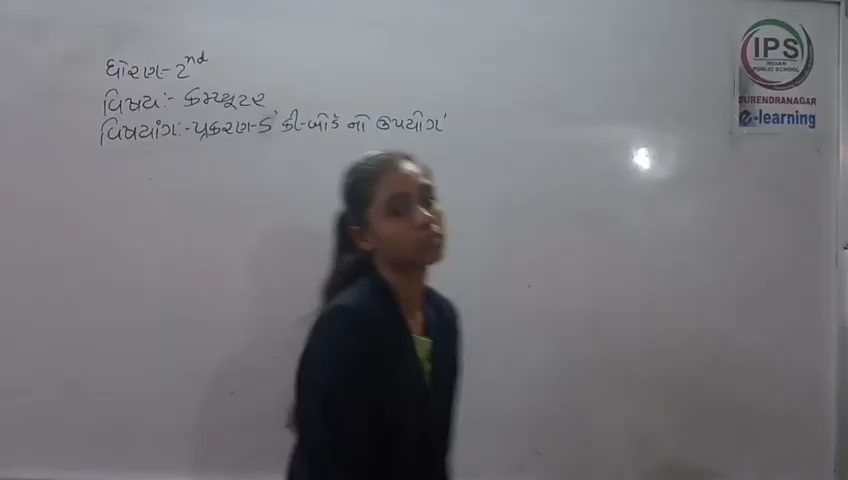 ધોરણ-2nd
વિષય:- કમ્પ્યૂટર
વિષયાંગ:-પ્રકરણ-5 'કી-બોર્ડ નો ઉપયોગ'
IPS
INDIAN
PUBLIC SCHOOL
SURENDRANAGAR
e-learning